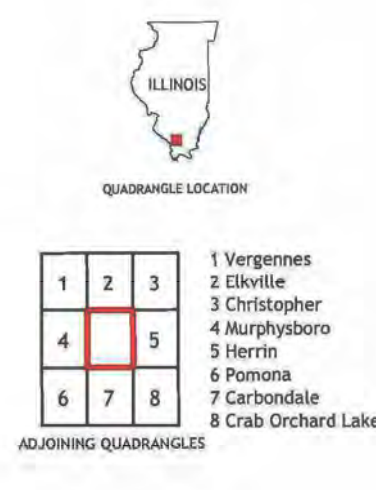 ILLINOIS
QUADRANGLE LOCATION
1 2 3
4 5
6 7 8
ADJOINING QUADRANGLES
1 Vergennes
2 Elkville
3 Christopher
4 Murphysboro
5 Herrin
6 Pomona
7 Carbondale
8 Crab Orchard Lake